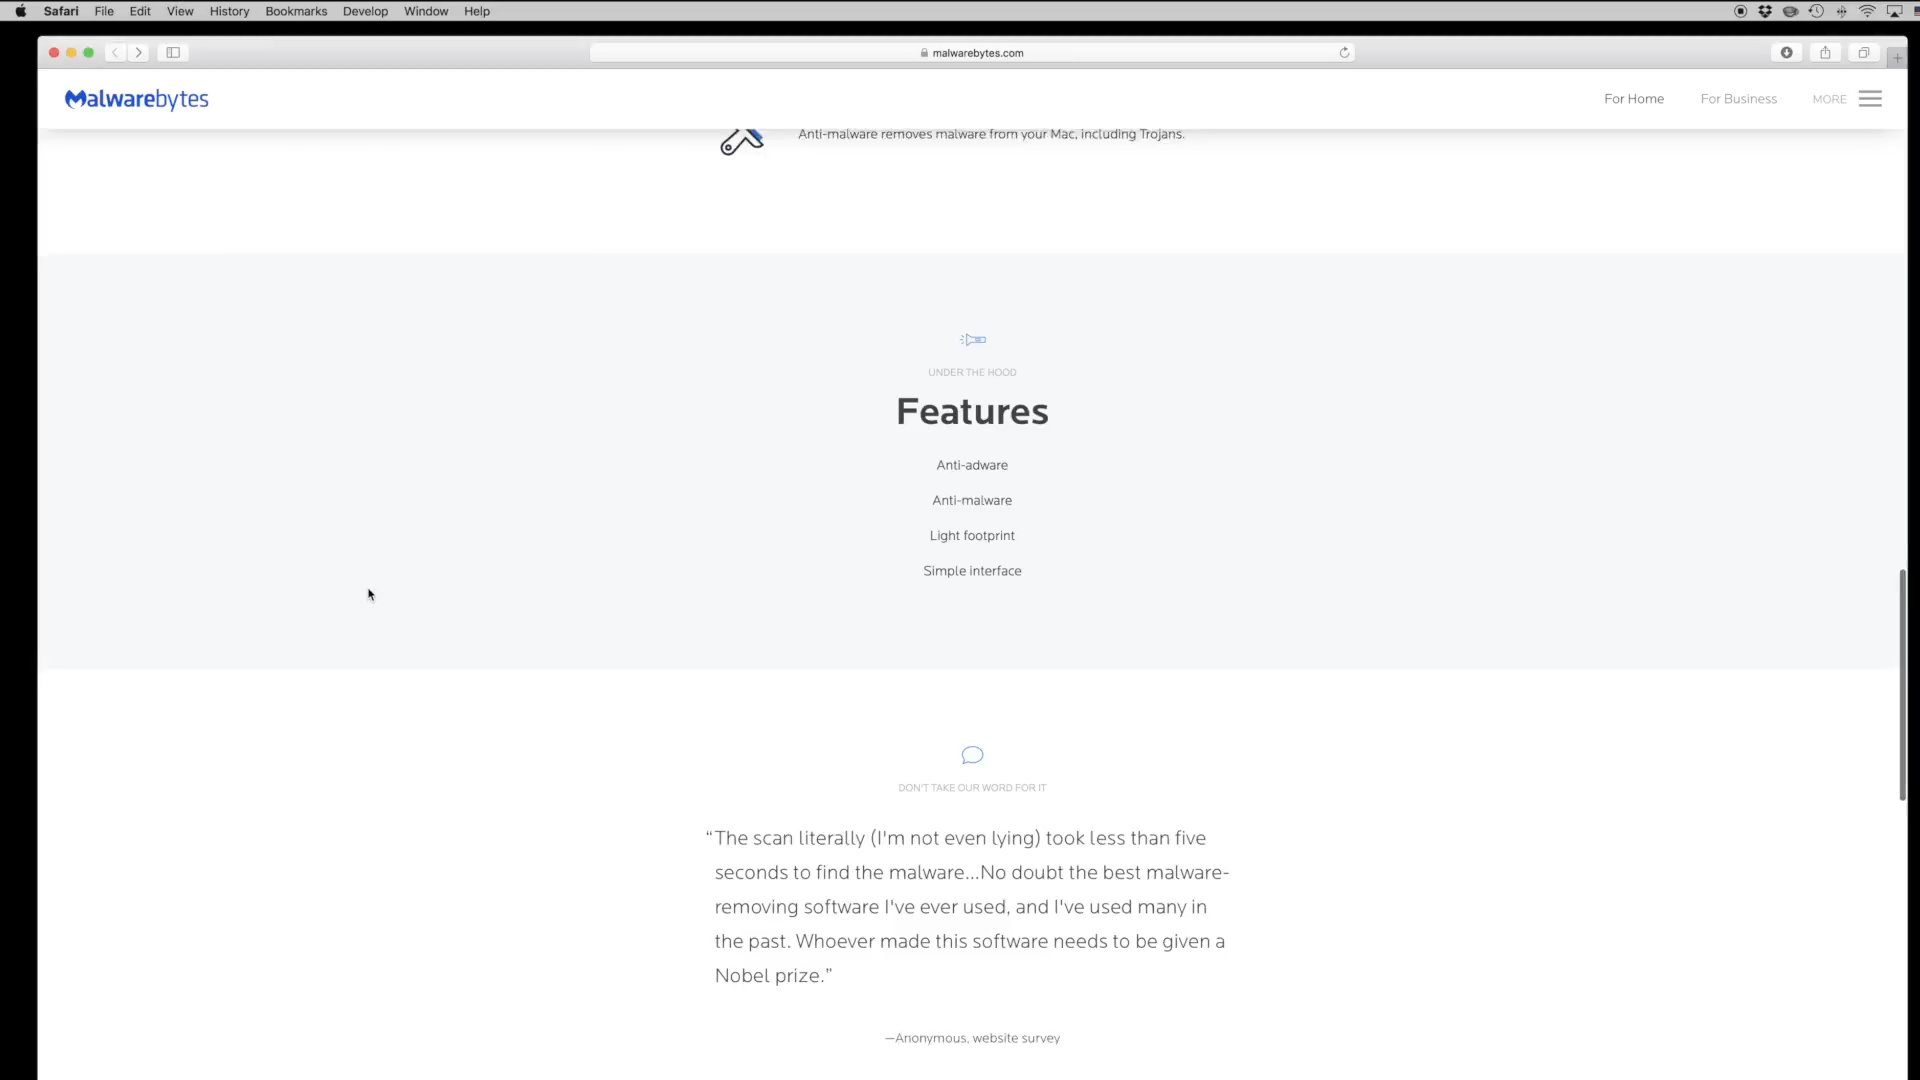 Safari File Edit View History Bookmarks Develop Window Help
malwarebytes.com
Malwarebytes
For Home For Business MORE
Anti-malware removes malware from your Mac, including Trojans.
UNDER THE HOOD
Features
Anti-adware
Anti-malware
Light footprint
Simple interface
DON'T TAKE OUR WORD FOR IT
“The scan literally (I'm not even lying) took less than five
seconds to find the malware...No doubt the best malware-
removing software I've ever used, and I've used many in
the past. Whoever made this software needs to be given a
Nobel prize.”
—Anonymous, website survey